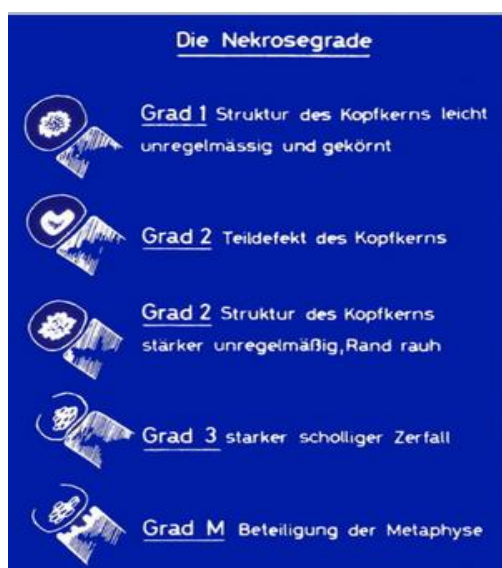 Die Nekrosegrade
Grad 1 Struktur des Kopfkerns leicht
unregelmässig und gekörnt
Grad 2 Teildefekt des Kopfkerns
Grad 2 Struktur des Kopfkerns
stärker unregelmäßig, Rand rauh
Grad 3 starker scholliger Zerfall
Grad M Beteiligung der Metaphyse